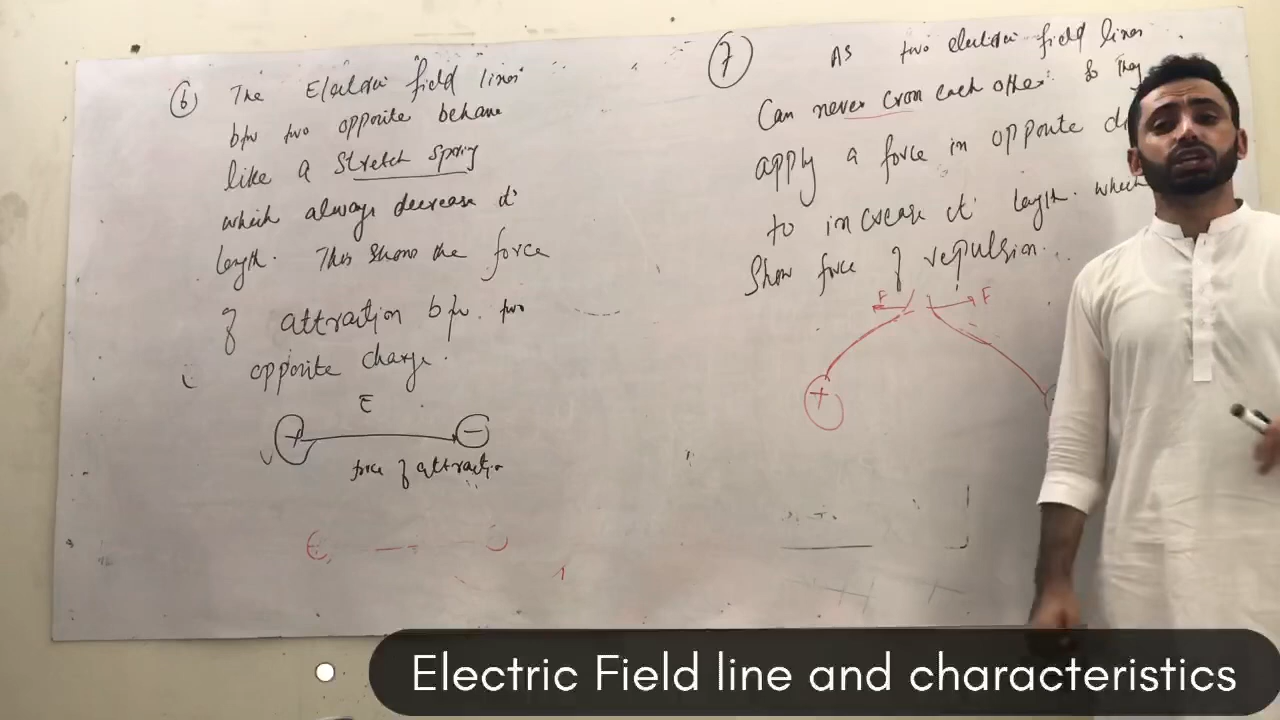 6 The Electric field lines
b/w two opposite behave
like a stretch spring
which always decrease it
length. This show the force
of attraction b/w two
opposite charge.
E
+ -
force of attraction
7 As two electric field lines
Can never cross each other. So they
apply a force in opposite
to increase it length. which
Show force of repulsion.
F F
+
Electric Field line and characteristics